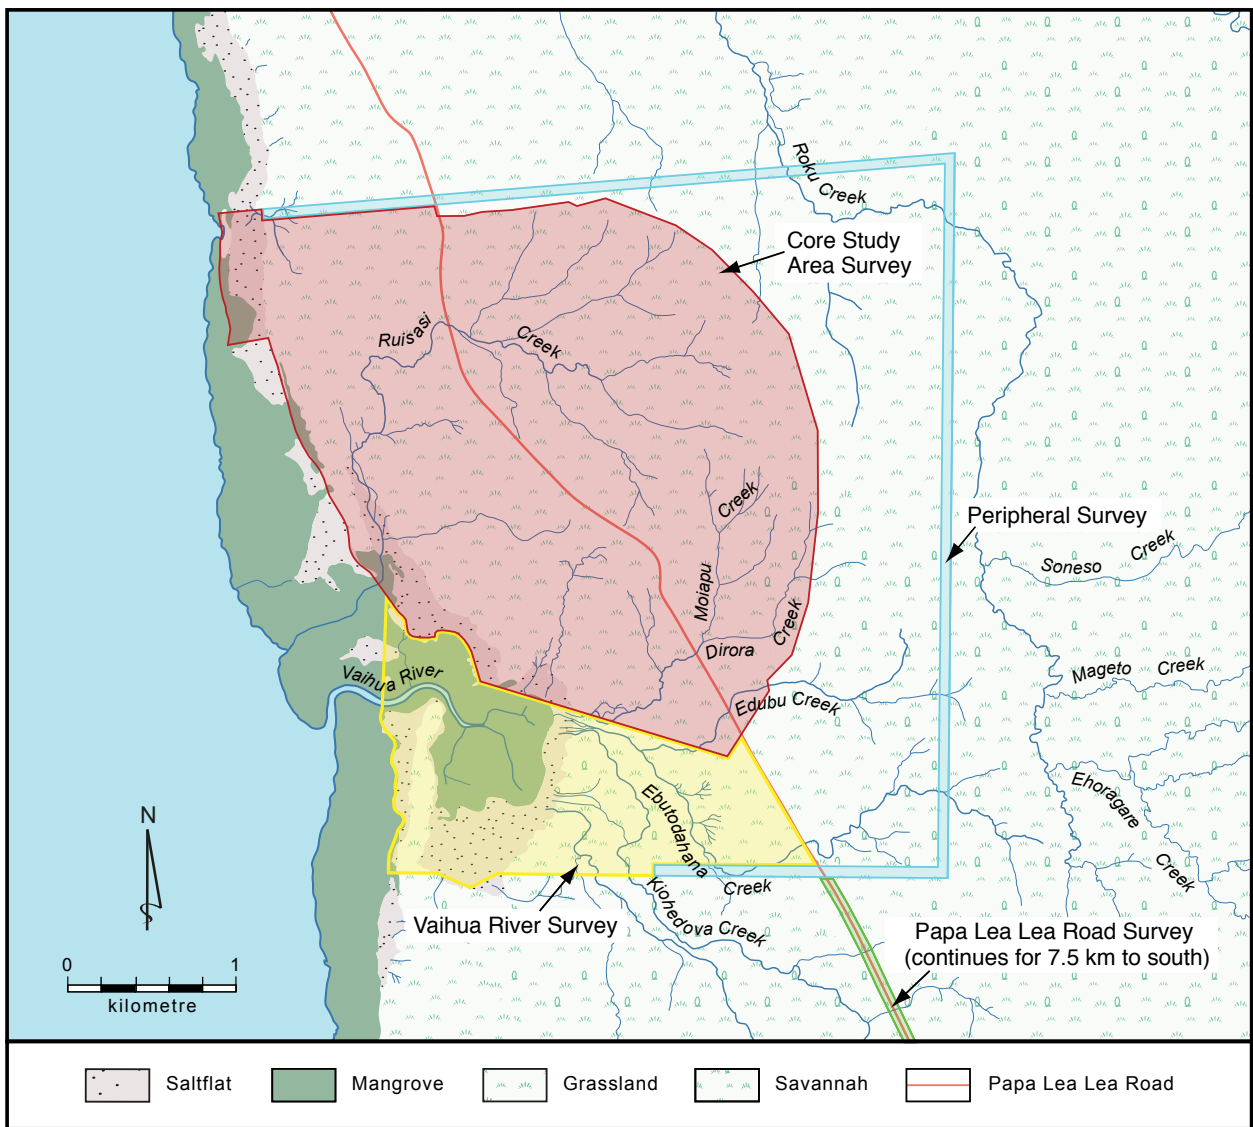 Roku Creek
Core Study
Area Survey
Ruisasi
Creek
Creek
Peripheral Survey
Creek
Soneso
Moiapu
Creek
Dirora
Mageto Creek
Vaihua River
Edubu Creek
Ehoragare
Creek
Ebutodahana
Creek
N
Kiohedova Creek
Vaihua River Survey
Papa Lea Lea Road Survey
(continues for 7.5 km to south)
0 1
kilometre
Saltflat Mangrove Grassland Savannah Papa Lea Lea Road